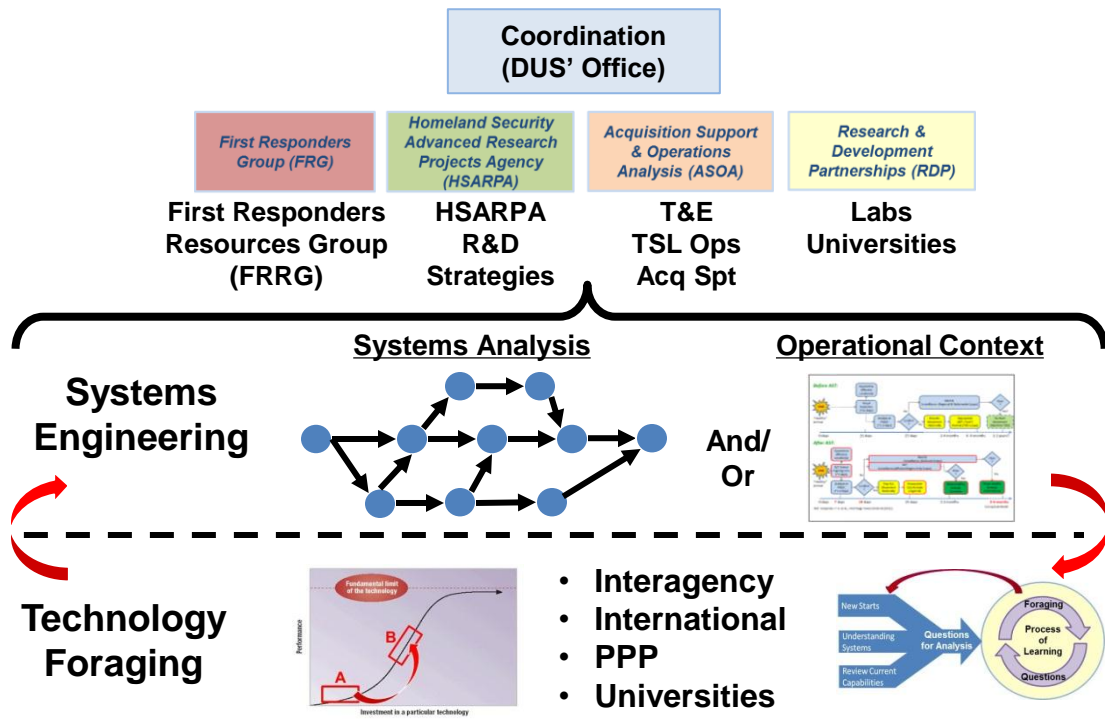 Coordination
(DUS' Office)
First Responders
Group (FRG)
Homeland Security
Advanced Research
Projects Agency
(HSARPA)
Acquisition Support
& Operations
Analysis (ASOA)
Research &
Development
Partnerships (RDP)
First Responders
Resources Group
(FRRG)
HSARPA
R&D
Strategies
T&E
TSL Ops
Acq Spt
Labs
Universities
Systems
Engineering
Systems Analysis
And/
Or
Operational Context
Technology
Foraging
Fundamental limit
of the technology
Performance
A
B
Investment in a particular technology
• Interagency
• International
• PPP
• Universities
New Starts
Understanding
Systems
Review Current
Capabilities
Questions
for Analysis
Foraging
Process
of
Learning
Questions